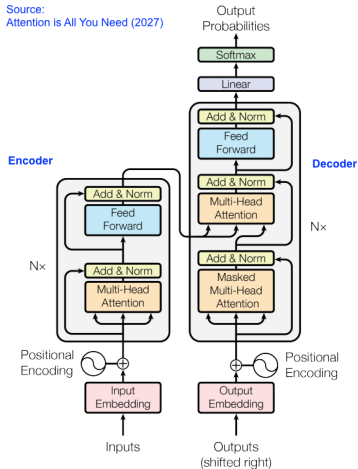 Source:
Attention is All You Need (2027)
Output
Probabilities
Softmax
Linear
Add & Norm
Feed
Forward
Add & Norm
Multi-Head
Attention
Add & Norm
Masked
Multi-Head
Attention
Decoder
N×
Encoder
Add & Norm
Feed
Forward
Add & Norm
Multi-Head
Attention
N×
Positional
Encoding
Input
Embedding
Inputs
Positional
Encoding
Output
Embedding
Outputs
(shifted right)